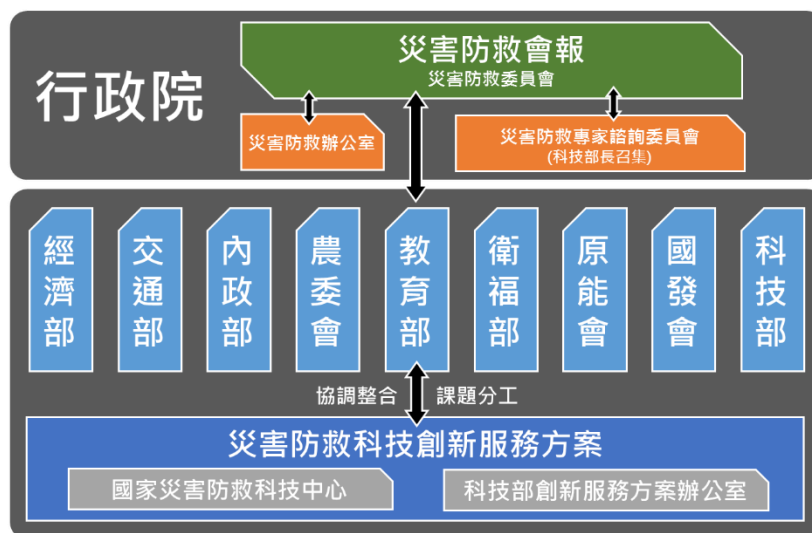 行政院
災害防救會報
災害防救委員會
災害防救辦公室
災害防救專家諮詢委員會
(科技部長召集)
經濟部
交通部
內政部
農委會
教育部
衛福部
原能會
國發會
科技部
協調整合
課題分工
災害防救科技創新服務方案
國家災害防救科技中心
科技部創新服務方案辦公室